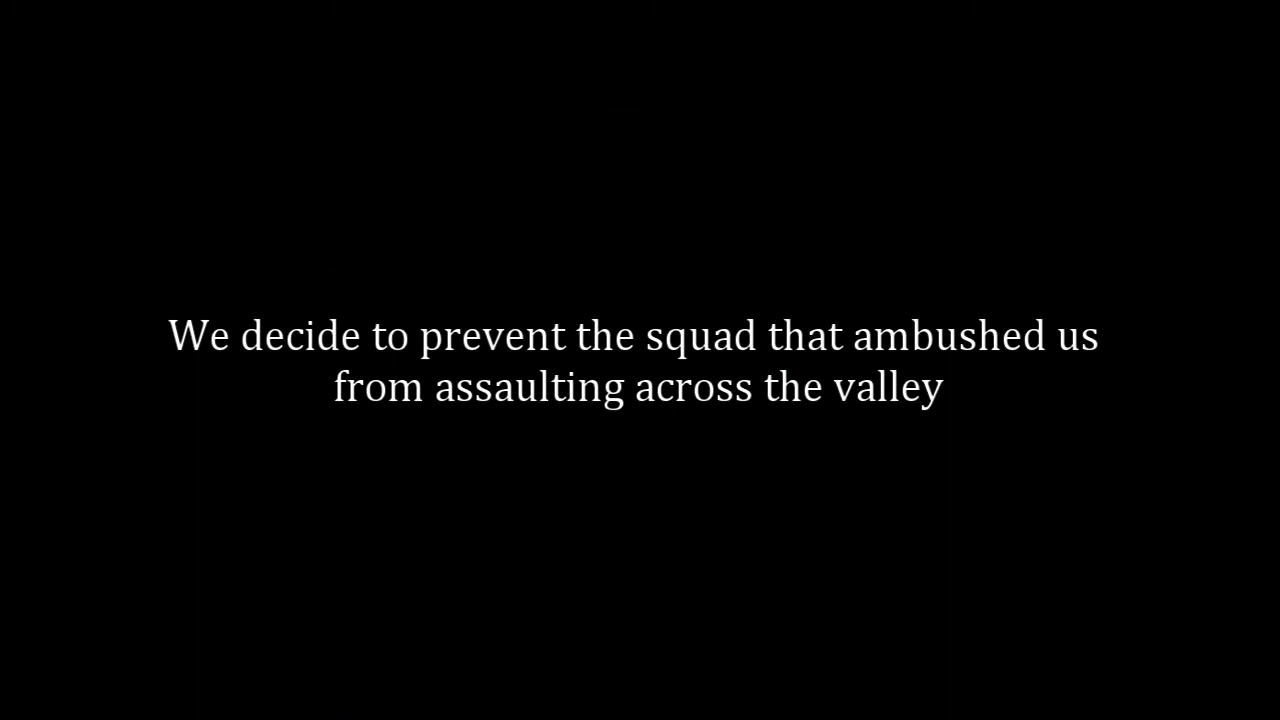 We decide to prevent the squad that ambushed us
from assaulting across the valley